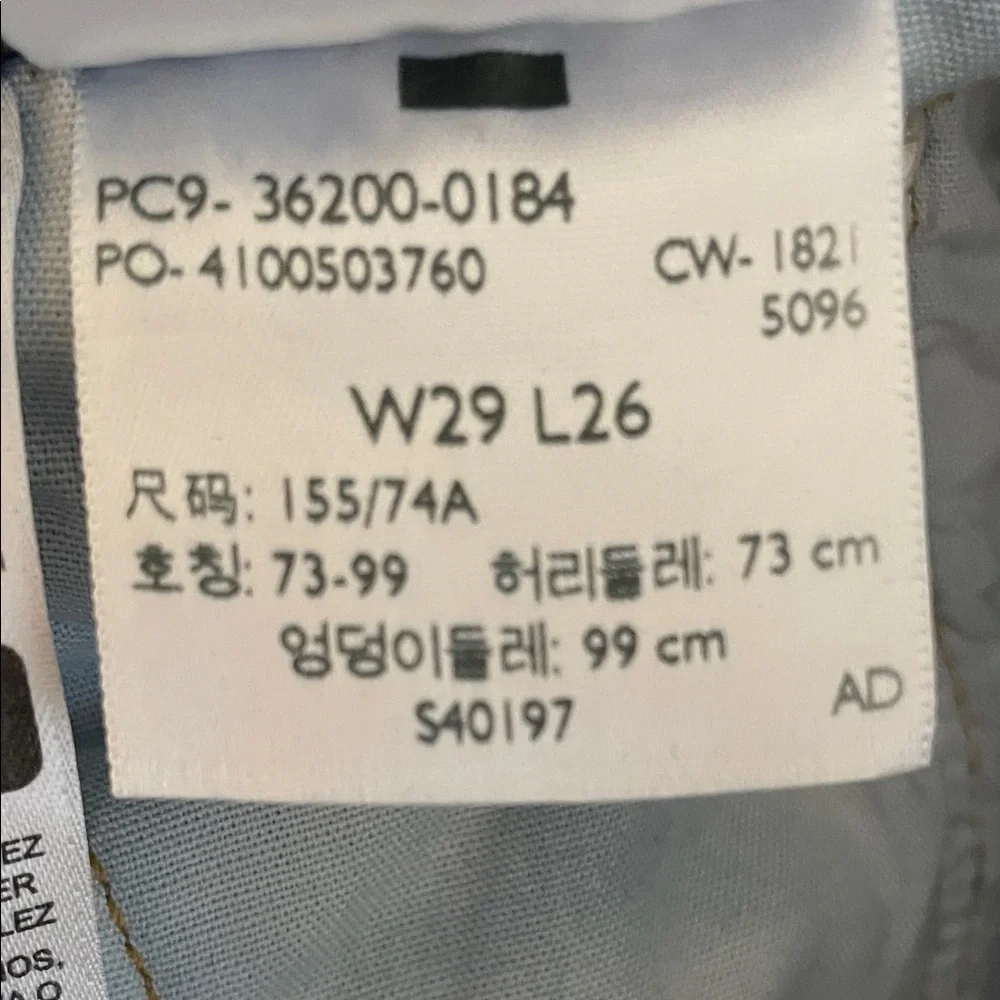 PC9- 36200-0184
PO- 4100503760
CW- 1821
5096
W29 L26
尺码: 155/74A
호칭: 73-99 허리둘레: 73 cm
엉덩이둘레: 99 cm
S40197
AD
EZ
ER
LEZ
OS,